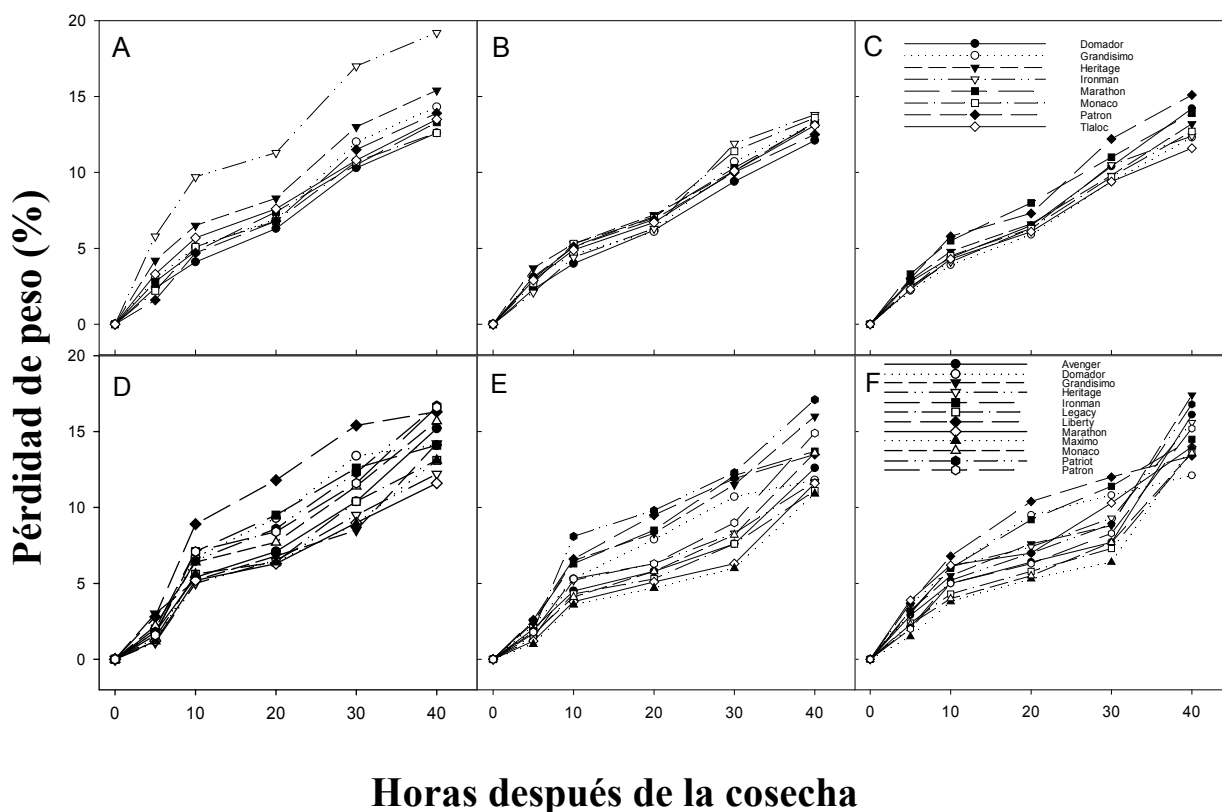 Pérdidad de peso (%)
20
15
10
5
0
A
B
C
Domador
Grandisimo
Heritage
Ironman
Marathon
Monaco
Patron
Tlaloc
20
15
10
5
0
D
E
F
Avenger
Domador
Grandisimo
Heritage
Ironman
Legacy
Liberty
Marathon
Maximo
Monaco
Patriot
Patron
0 10 20 30 40 0 10 20 30 40 0 10 20 30 40
Horas después de la cosecha